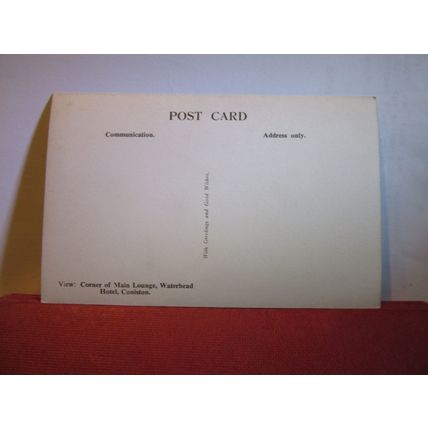 POST CARD
Communication.
Address only.
With Greetings and Good Wishes.
View: Corner of Main Lounge, Waterhead
Hotel, Coniston.